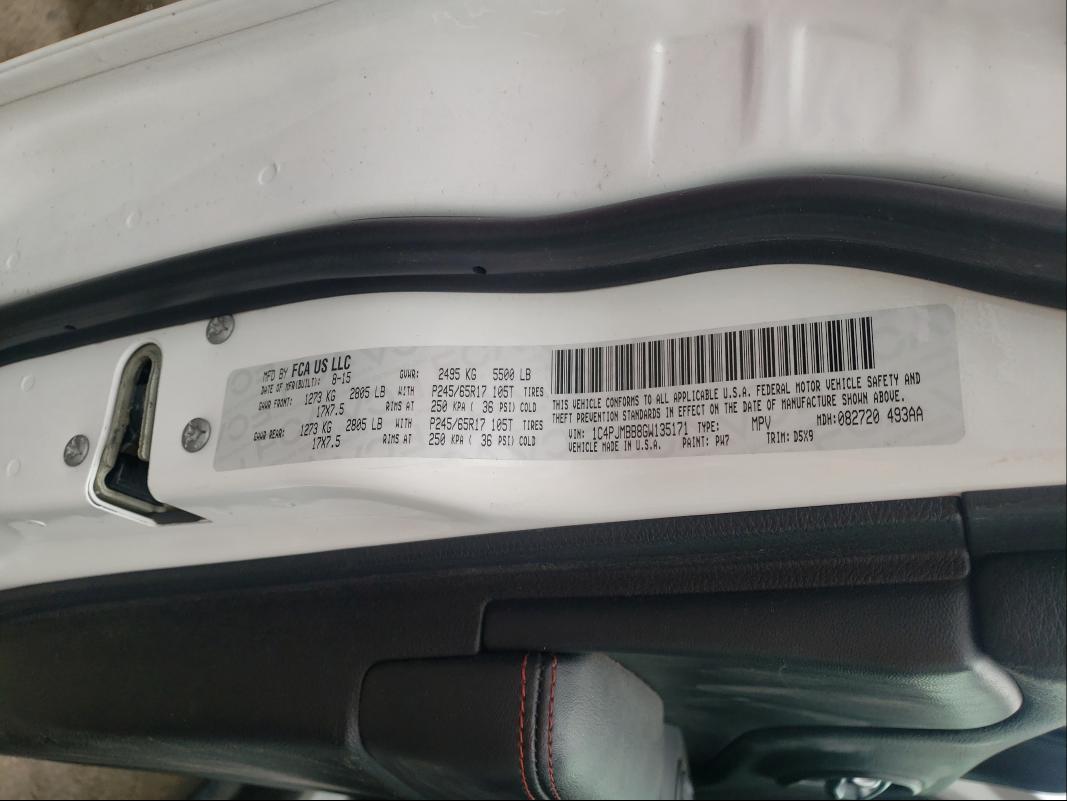 MFD BY FCA US LLC
DATE OF MFR(BUILT): 8-15 GVWR: 2495 KG 5500 LB
GAWR FRONT: 1273 KG 2805 LB WITH P245/65R17 105T TIRES
17X7.5 RIMS AT 250 KPA ( 36 PSI) COLD
GAWR REAR: 1273 KG 2805 LB WITH P245/65R17 105T TIRES
17X7.5 RIMS AT 250 KPA ( 36 PSI) COLD
THIS VEHICLE CONFORMS TO ALL APPLICABLE U.S.A. FEDERAL MOTOR VEHICLE SAFETY AND
THEFT PREVENTION STANDARDS IN EFFECT ON THE DATE OF MANUFACTURE SHOWN ABOVE.
VIN: 1C4PJMBB8GW135171 TYPE: MPV MDH: 082720 493AA
VEHICLE MADE IN U.S.A. PAINT: PW7 TRIM: D5X9